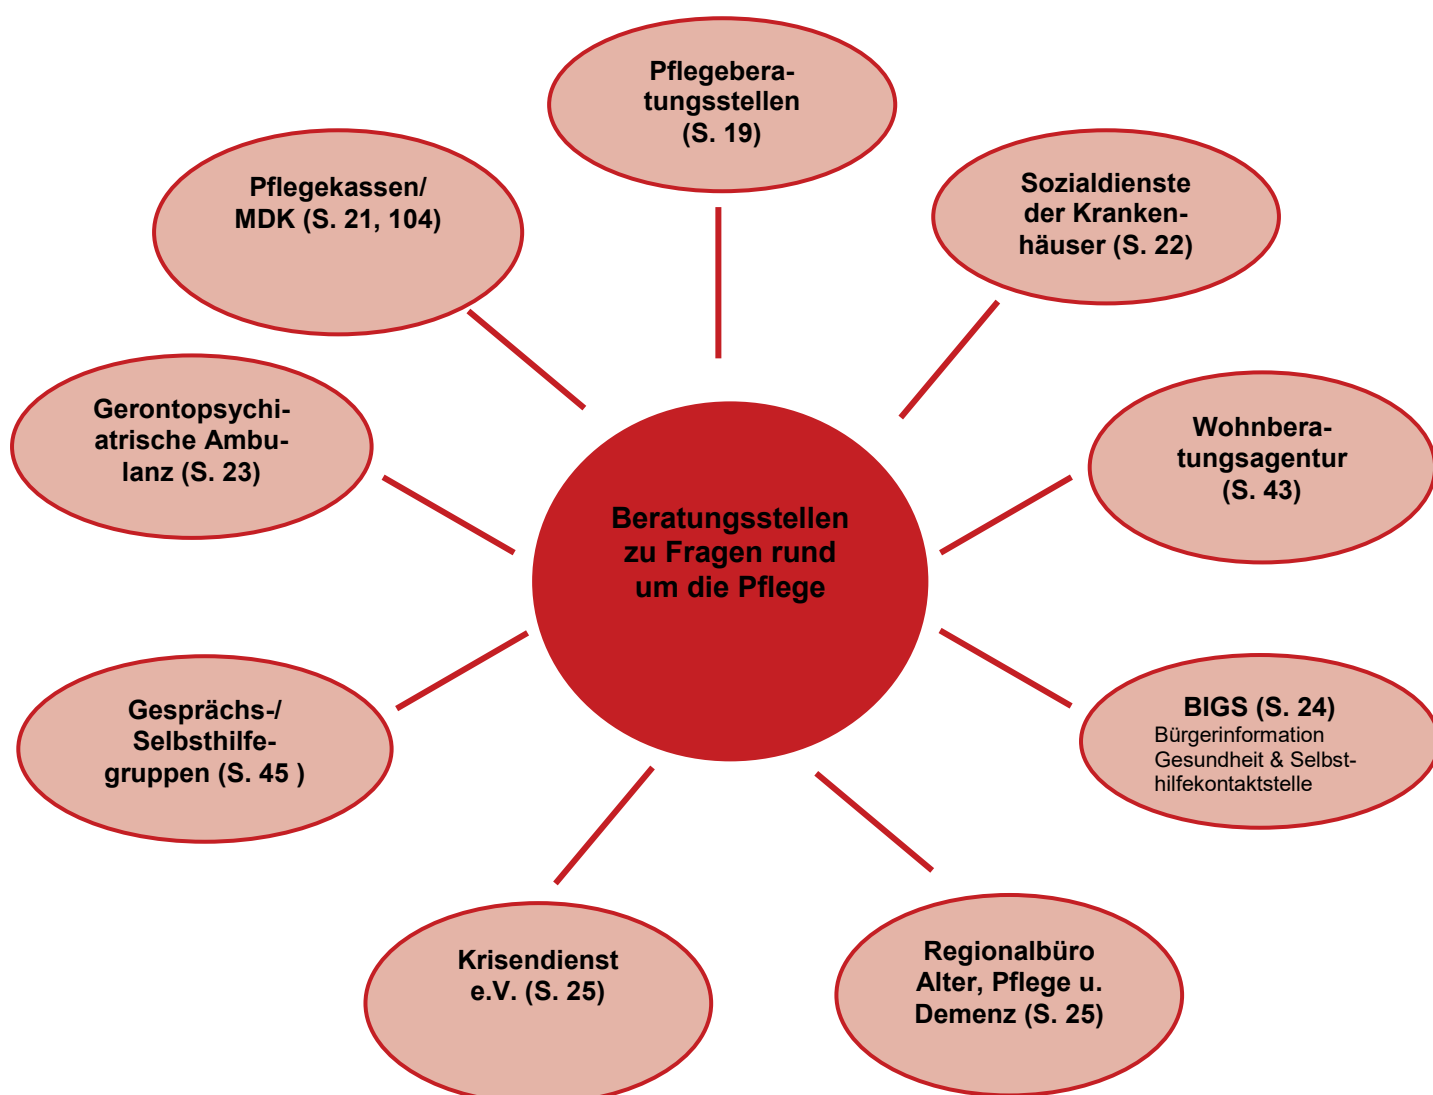 Pflegebera-
tungsstellen
(S. 19)
Pflegekassen/
MDK (S. 21, 104)
Sozialdienste
der Kranken-
häuser (S. 22)
Gerontopsychi-
atrische Ambu-
lanz (S. 23)
Wohnbera-
tungsagentur
(S. 43)
Beratungsstellen
zu Fragen rund
um die Pflege
Gesprächs-/
Selbsthilfe-
gruppen (S. 45 )
BIGS (S. 24)
Bürgerinformation
Gesundheit & Selbst-
hilfekontaktstelle
Krisendienst
e.V. (S. 25)
Regionalbüro
Alter, Pflege u.
Demenz (S. 25)